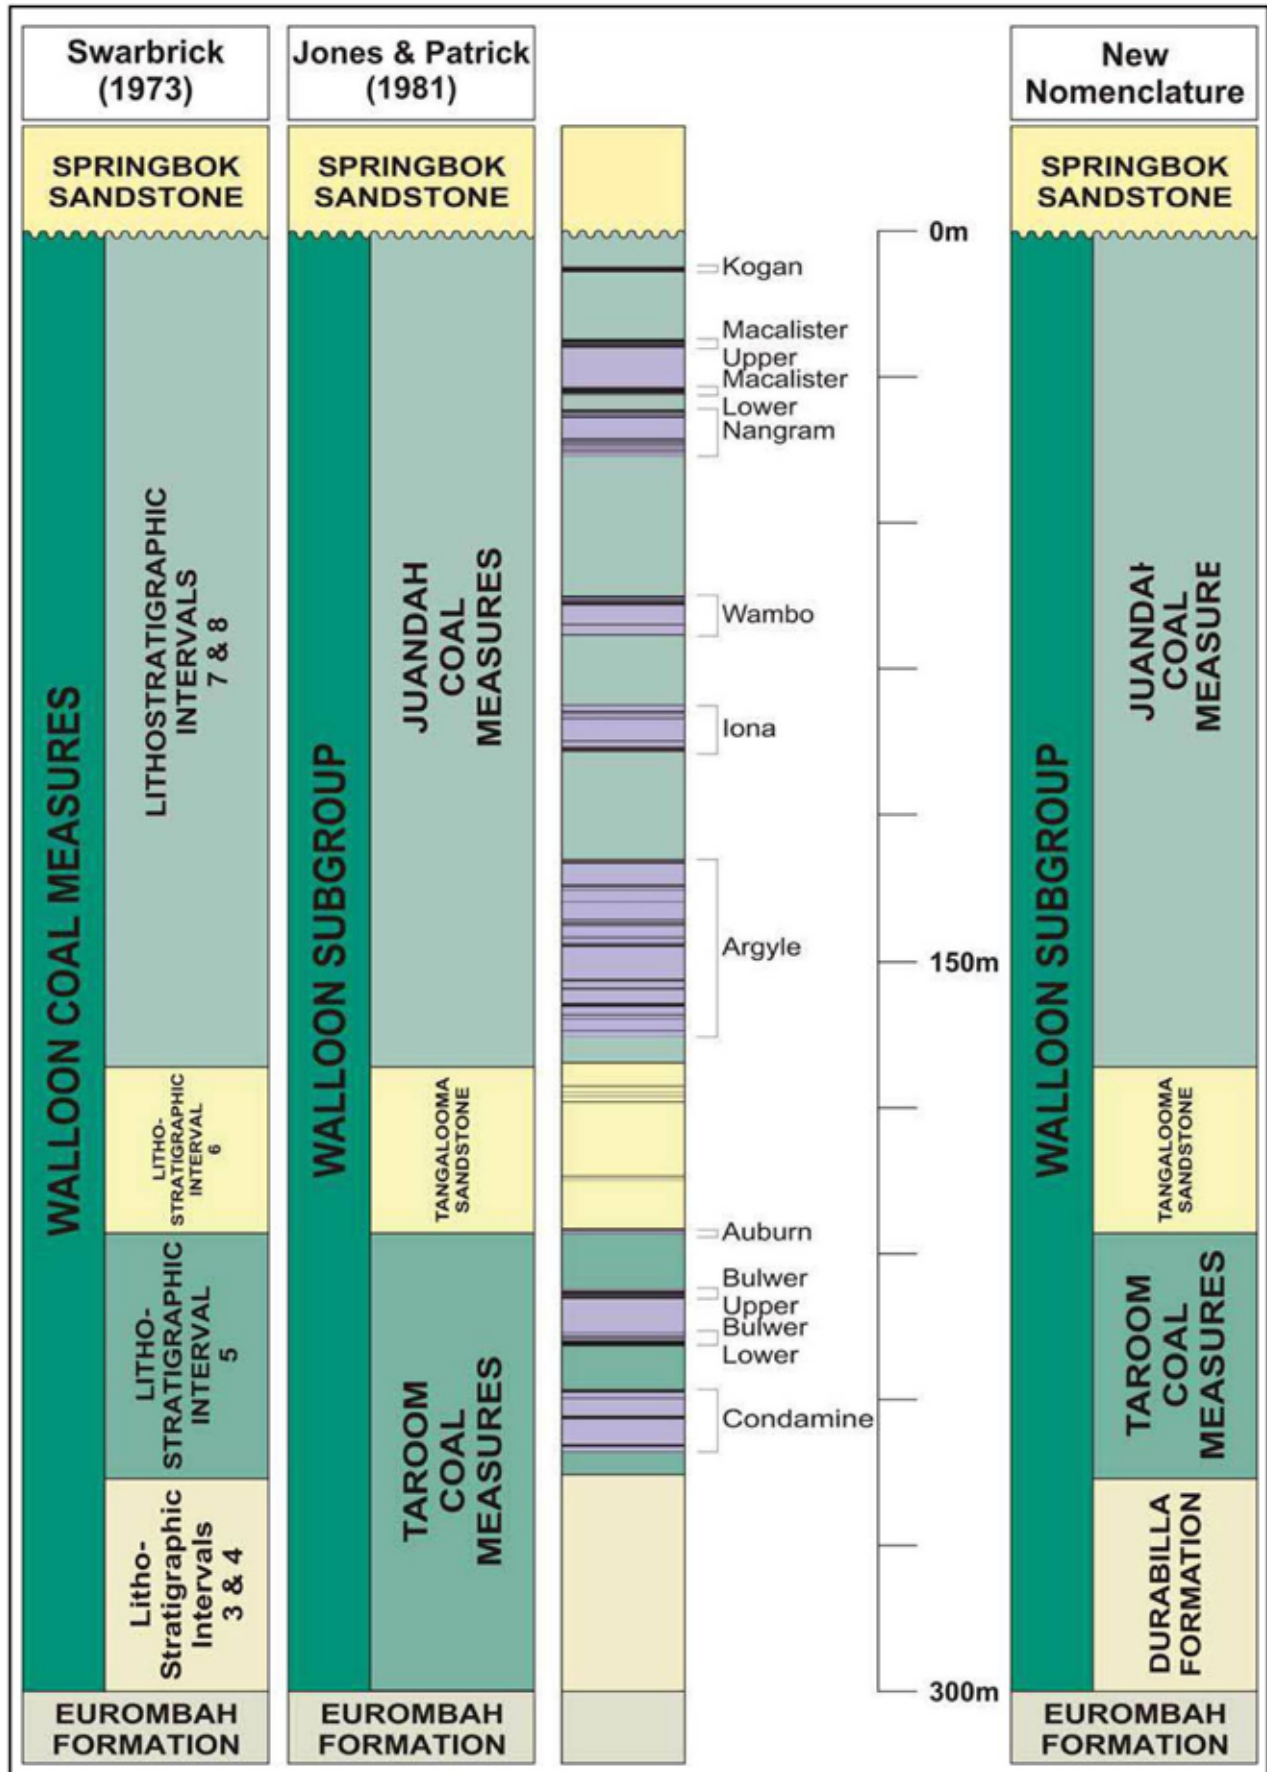 Swarbrick
(1973)
Jones & Patrick
(1981)
New
Nomenclature
SPRINGBOK
SANDSTONE
WALLOON COAL MEASURES
LITHOSTRATIGRAPHIC
INTERVALS
7 & 8
LITHO-
STRATIGRAPHIC
INTERVAL
6
LITHO-
STRATIGRAPHIC
INTERVAL
5
Litho-
Stratigraphic
Intervals
3 & 4
EUROMBAH
FORMATION
SPRINGBOK
SANDSTONE
WALLOON SUBGROUP
JUANDAH
COAL
MEASURES
TANGALOOMA
SANDSTONE
TAROOM
COAL
MEASURES
EUROMBAH
FORMATION
Kogan
Macalister
Upper
Macalister
Lower
Nangram
Wambo
Iona
Argyle
Auburn
Bulwer
Upper
Bulwer
Lower
Condamine
0m
150m
300m
SPRINGBOK
SANDSTONE
WALLOON SUBGROUP
JUANDAH
COAL
MEASURE
TANGALOOMA
SANDSTONE
TAROOM
COAL
MEASURES
DURABILLA
FORMATION
EUROMBAH
FORMATION